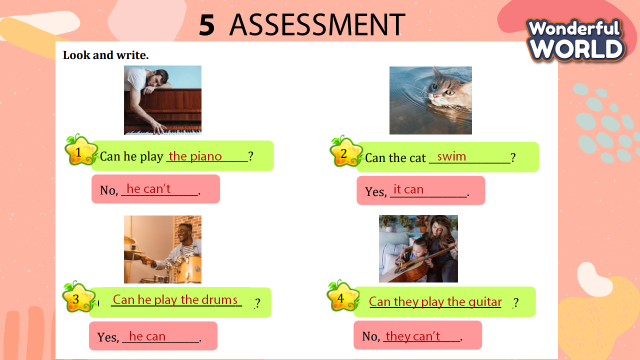 5 ASSESSMENT
Wonderful
WORLD
Look and write.
1 Can he play the piano ?
No, he can't .
2 Can the cat swim ?
Yes, it can .
3 ( Can he play the drums . ?
Yes, he can .
4 Can they play the guitar ?
No, they can't .